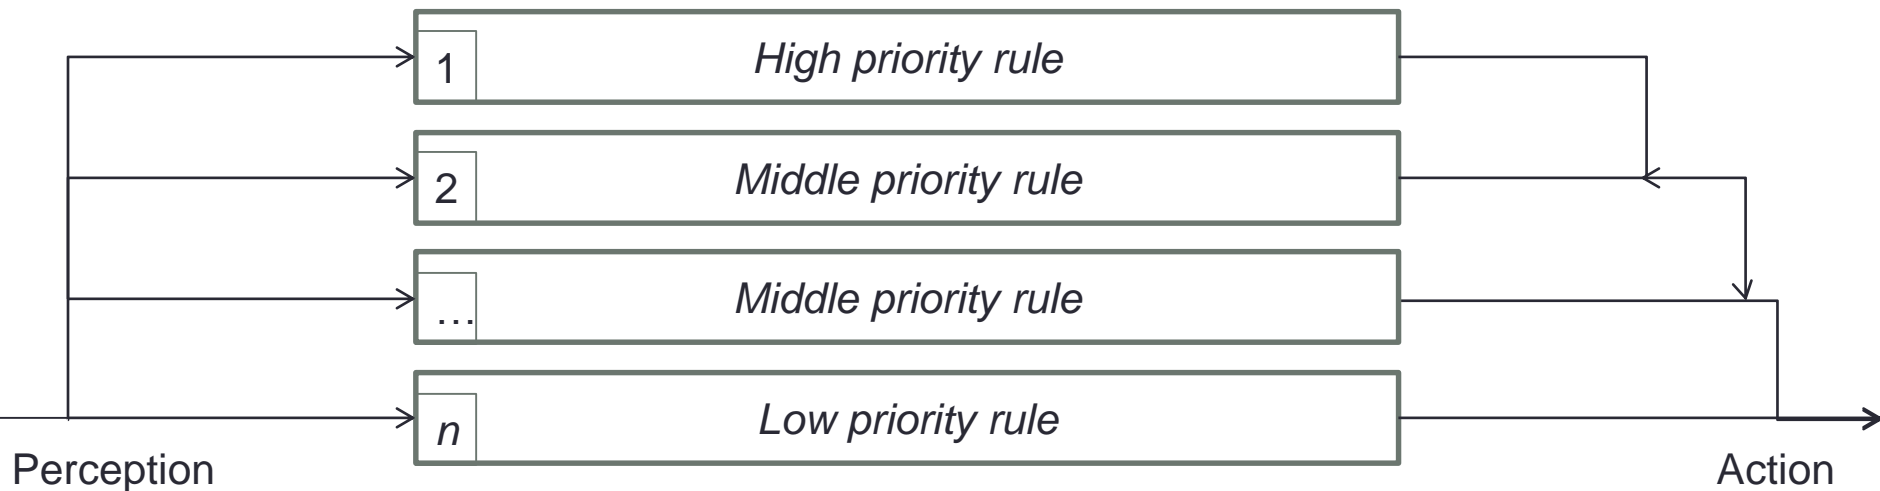 1 High priority rule
2 Middle priority rule
… Middle priority rule
n Low priority rule
Perception Action